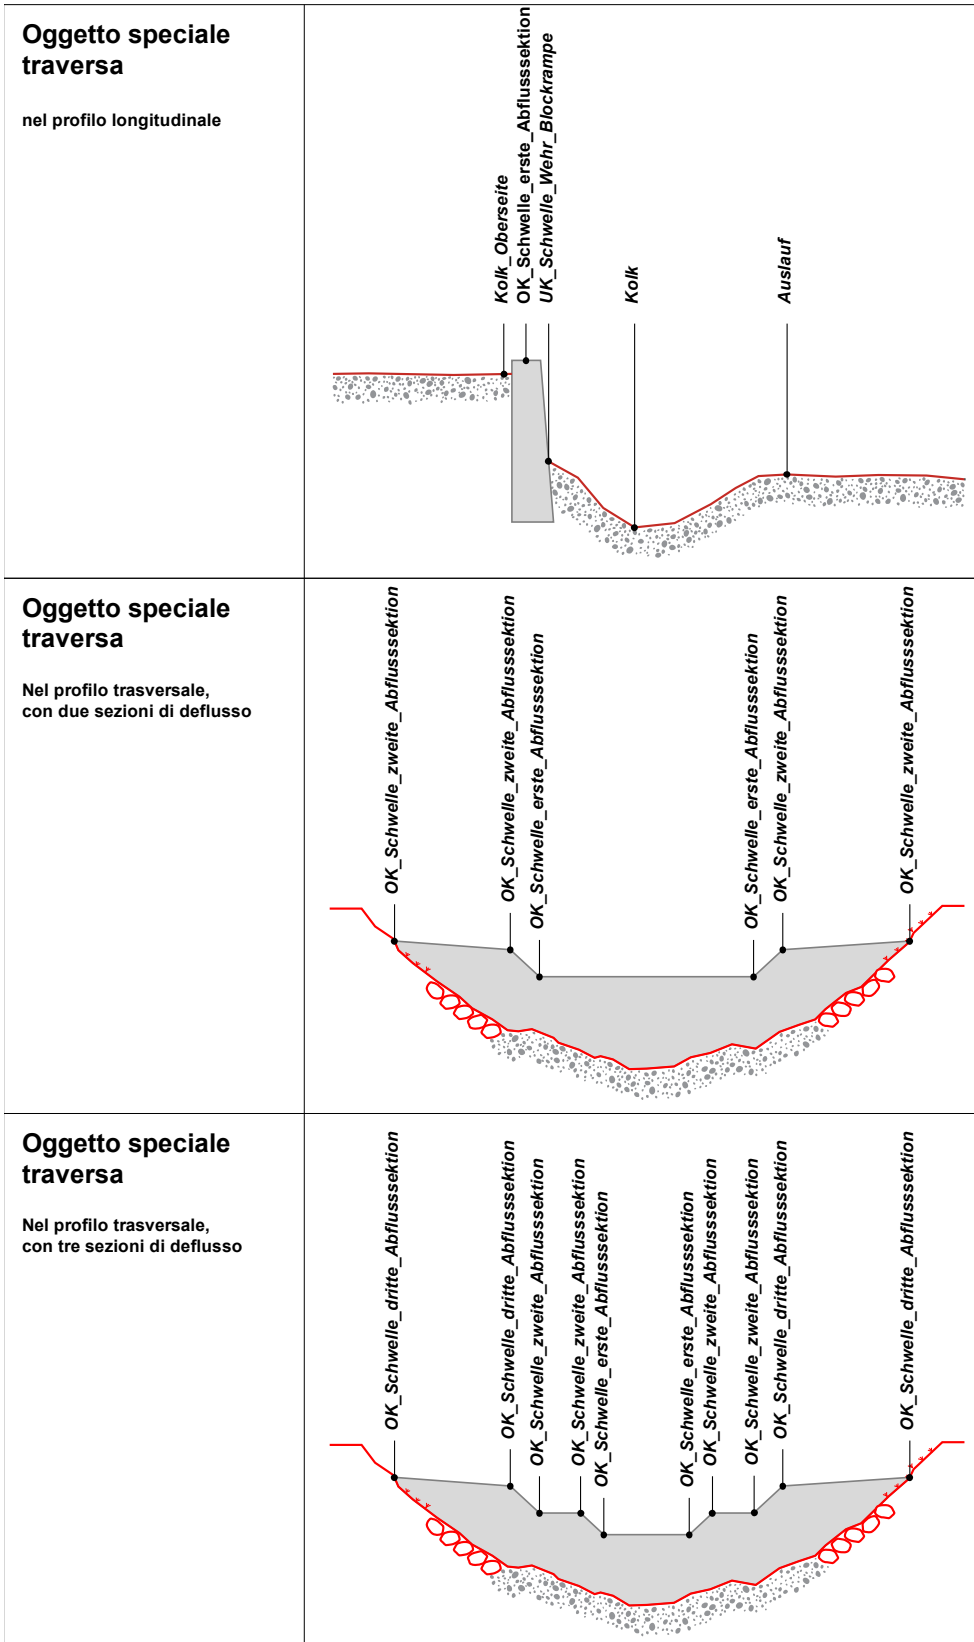 Oggetto speciale
traversa
nel profilo longitudinale
Kolk_Oberseite
OK_Schwelle_erste_Abflusssektion
UK_Schwelle_Wehr_Blockrampe
Kolk
Auslauf
Oggetto speciale
traversa
Nel profilo trasversale,
con due sezioni di deflusso
OK_Schwelle_zweite_Abflusssektion
OK_Schwelle_zweite_Abflusssektion
OK_Schwelle_erste_Abflusssektion
OK_Schwelle_erste_Abflusssektion
OK_Schwelle_zweite_Abflusssektion
OK_Schwelle_zweite_Abflusssektion
Oggetto speciale
traversa
Nel profilo trasversale,
con tre sezioni di deflusso
OK_Schwelle_dritte_Abflusssektion
OK_Schwelle_dritte_Abflusssektion
OK_Schwelle_zweite_Abflusssektion
OK_Schwelle_zweite_Abflusssektion
OK_Schwelle_erste_Abflusssektion
OK_Schwelle_erste_Abflusssektion
OK_Schwelle_zweite_Abflusssektion
OK_Schwelle_zweite_Abflusssektion
OK_Schwelle_dritte_Abflusssektion
OK_Schwelle_dritte_Abflusssektion